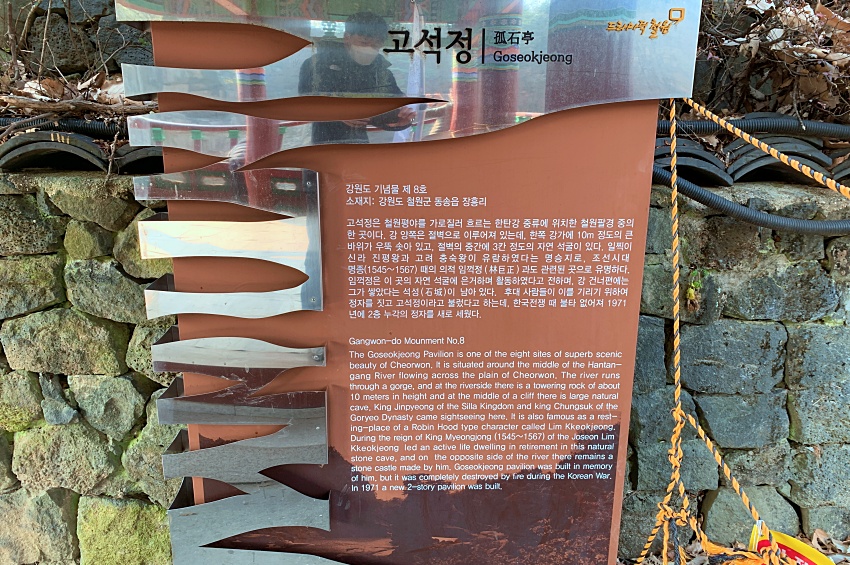 고석정 孤石亭
Goseokjeong
드라마틱 철원
강원도 기념물 제 8호
소재지: 강원도 철원군 동송읍 장흥리
고석정은 철원평야를 가로질러 흐르는 한탄강 중류에 위치한 철원팔경 중의
한 곳이다. 강 양쪽은 절벽으로 이루어져 있는데, 한쪽 강가에 10m 정도의 큰
바위가 우뚝 솟아 있고, 절벽의 중간에 3칸 정도의 자연 석굴이 있다. 일찍이
신라 진평왕과 고려 충숙왕이 유람하였다는 명승지로, 조선시대
명종(1545~1567) 때의 의적 임꺽정(林巨正)과도 관련된 곳으로 유명하다.
임꺽정은 이 곳의 자연 석굴에 은거하며 활동하였다고 전하며, 강 건너편에는
그가 쌓았다는 석성(石城)이 남아 있다. 후대 사람들이 이를 기리기 위하여
정자를 짓고 고석정이라고 불렀다고 하는데, 한국전쟁 때 불타 없어져 1971
년에 2층 누각의 정자를 새로 세웠다.
Gangwon-do Mounment No.8
The Goseokjeong Pavilion is one of the eight sites of superb scenic
beauty of Cheorwon. It is situated around the middle of the Hantan-
gang River flowing across the plain of Cheorwon. The river runs
through a gorge, and at the riverside there is a towering rock of about
10 meters in height and at the middle of a cliff there is large natural
cave, King Jinpyeong of the Silla Kingdom and king Chungsuk of the
Goryeo Dynasty came sightseeing here. It is also famous as a rest-
ing-place of a Robin Hood type character called Lim Kkeokjeong.
During the reign of King Myeongjong (1545~1567) of the Joseon Lim
Kkeokjeong led an active life dwelling in retirement in this natural
stone cave, and on the opposite side of the river there remains a
stone castle made by him. Goseokjeong pavilion was built in memory
of him, but it was completely destroyed by fire during the Korean War.
In 1971 a new 2-story pavilion was built.